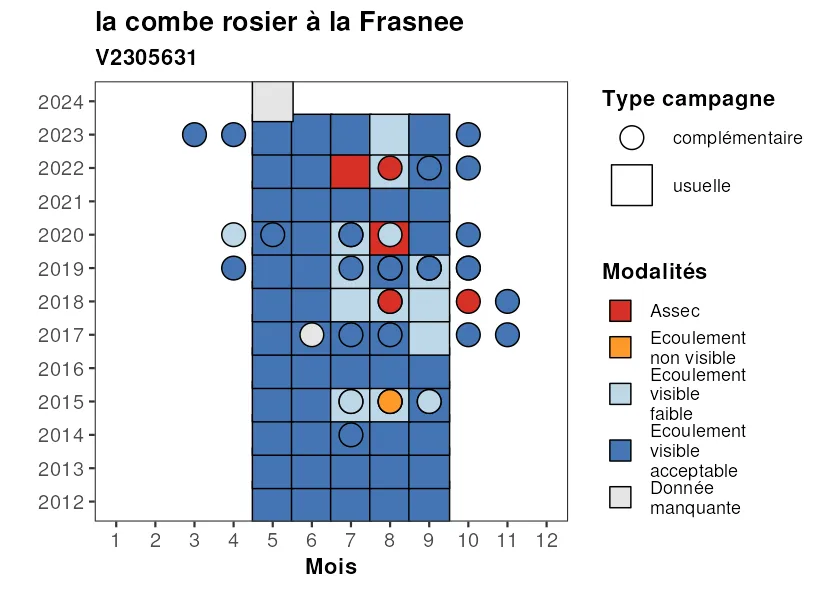 la combe rosier à la Frasnee
V2305631
2024
2023
2022
2021
2020
2019
2018
2017
2016
2015
2014
2013
2012
1 2 3 4 5 6 7 8 9 10 11 12
Mois
Type campagne
complémentaire
usuelle
Modalités
Assec
Ecoulement
non visible
Ecoulement
visible
faible
Ecoulement
visible
acceptable
Donnée
manquante